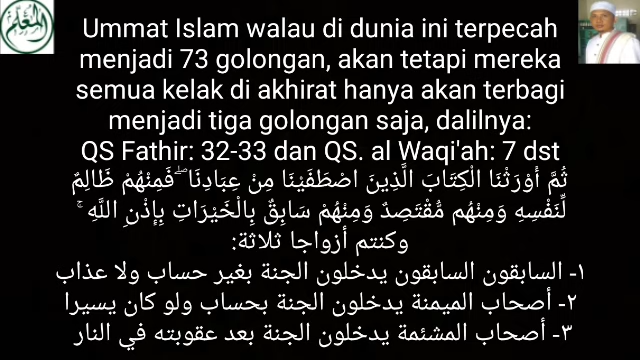 Ummat Islam walau di dunia ini terpecah
menjadi 73 golongan, akan tetapi mereka
semua kelak di akhirat hanya akan terbagi
menjadi tiga golongan saja, dalilnya:
QS Fathir: 32-33 dan QS. al Waqi'ah: 7 dst
ثُمَّ أَوْرَثْنَا الْكِتَابَ الَّذِينَ اصْطَفَيْنَا مِنْ عِبَادِنَا ۖ فَمِنْهُمْ ظَالِمٌ
لِّنَفْسِهِ وَمِنْهُم مُّقْتَصِدٌ وَمِنْهُمْ سَابِقٌ بِالْخَيْرَاتِ بِإِذْنِ اللَّهِ ۚ
وكنتم أزواجا ثلاثة:
١- السابقون السابقون يدخلون الجنة بغير حساب ولا عذاب
٢- أصحاب الميمنة يدخلون الجنة بحساب ولو كان يسيرا
٣- أصحاب المشئمة يدخلون الجنة بعد عقوبته في النار